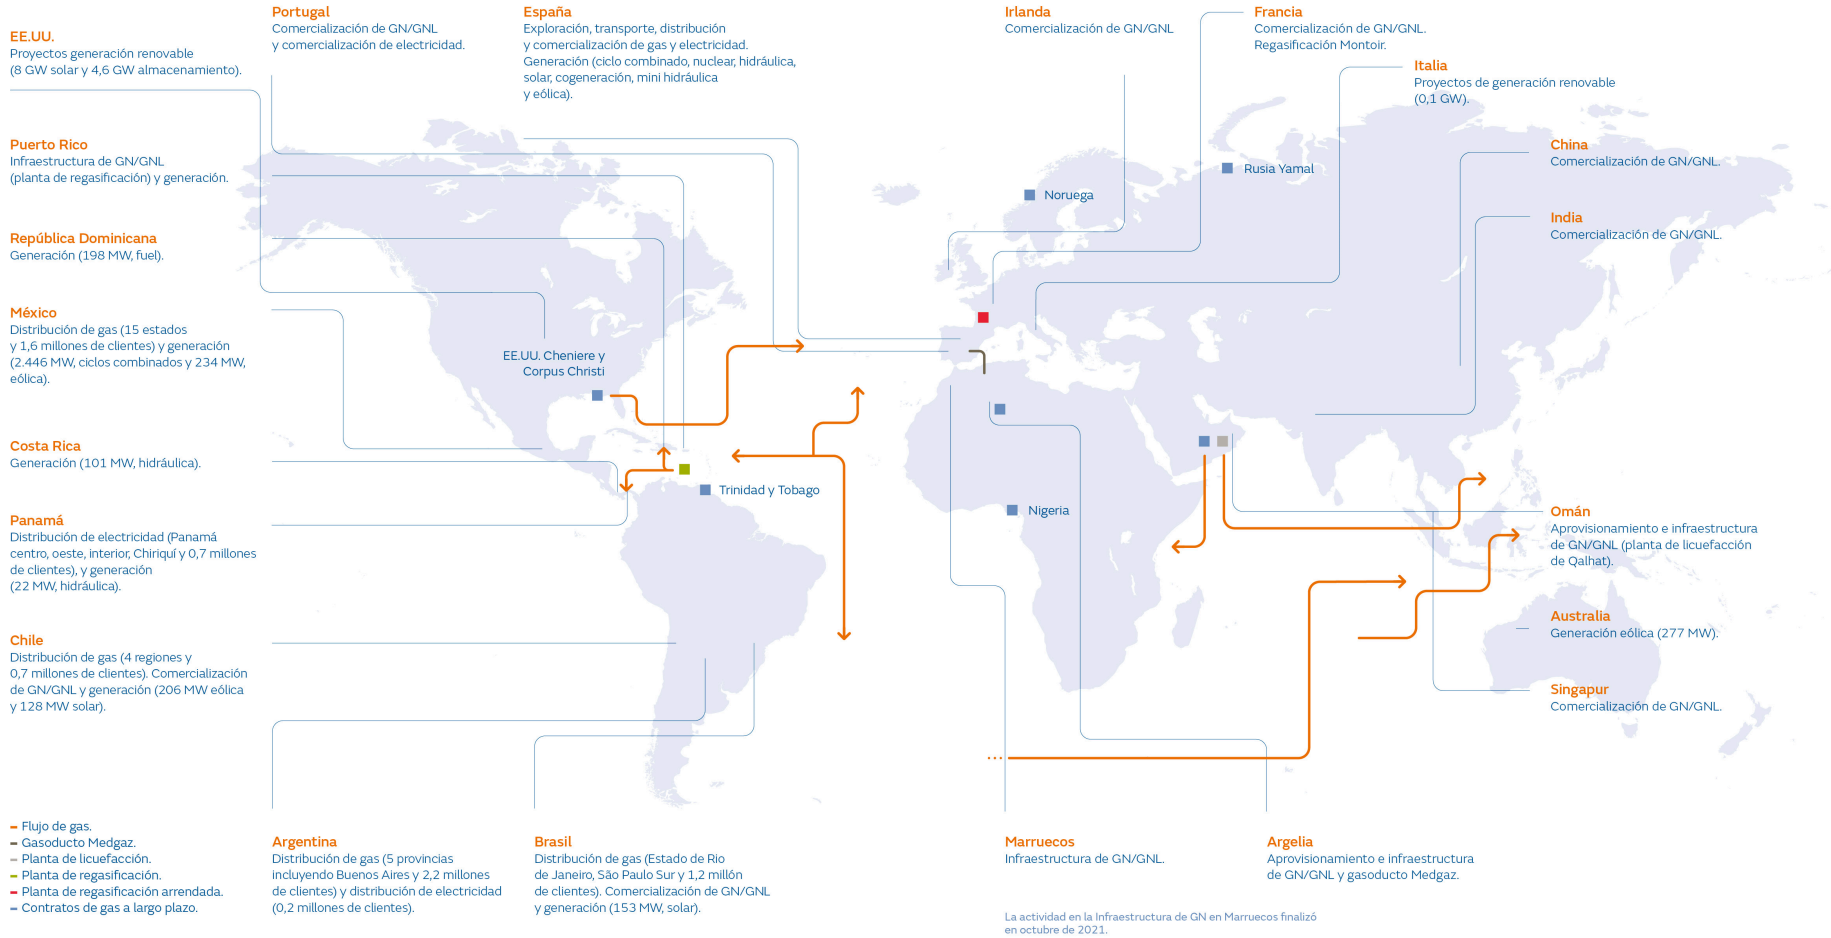 EE.UU.
Proyectos generación renovable
(8 GW solar y 4,6 GW almacenamiento).
Puerto Rico
Infraestructura de GN/GNL
(planta de regasificación) y generación.
República Dominicana
Generación (198 MW, fuel).
México
Distribución de gas (15 estados
y 1,6 millones de clientes) y generación
(2.446 MW, ciclos combinados y 234 MW,
eólica).
Costa Rica
Generación (101 MW, hidráulica).
Panamá
Distribución de electricidad (Panamá
centro, oeste, interior, Chiriquí y 0,7 millones
de clientes), y generación
(22 MW, hidráulica).
Chile
Distribución de gas (4 regiones y
0,7 millones de clientes). Comercialización
de GN/GNL y generación (206 MW eólica
y 128 MW solar).
Portugal
Comercialización de GN/GNL
y comercialización de electricidad.
España
Exploración, transporte, distribución
y comercialización de gas y electricidad.
Generación (ciclo combinado, nuclear, hidráulica,
solar, cogeneración, mini hidráulica
y eólica).
Irlanda
Comercialización de GN/GNL
Francia
Comercialización de GN/GNL.
Regasificación Montoir.
Italia
Proyectos de generación renovable
(0,1 GW).
China
Comercialización de GN/GNL.
India
Comercialización de GN/GNL.
Rusia Yamal
Noruega
EE.UU. Cheniere y
Corpus Christi
Trinidad y Tobago
Nigeria
Omán
Aprovisionamiento e infraestructura
de GN/GNL (planta de licuefacción
de Qalhat).
Australia
Generación eólica (277 MW).
Singapur
Comercialización de GN/GNL.
Flujo de gas.
Gasoducto Medgaz.
Planta de licuefacción.
Planta de regasificación.
Planta de regasificación arrendada.
Contratos de gas a largo plazo.
Argentina
Distribución de gas (5 provincias
incluyendo Buenos Aires y 2,2 millones
de clientes) y distribución de electricidad
(0,2 millones de clientes).
Brasil
Distribución de gas (Estado de Rio
de Janeiro, São Paulo Sur y 1,2 millón
de clientes). Comercialización de GN/GNL
y generación (153 MW, solar).
Marruecos
Infraestructura de GN/GNL.
Argelia
Aprovisionamiento e infraestructura
de GN/GNL y gasoducto Medgaz.
La actividad en la Infraestructura de GN en Marruecos finalizó
en octubre de 2021.